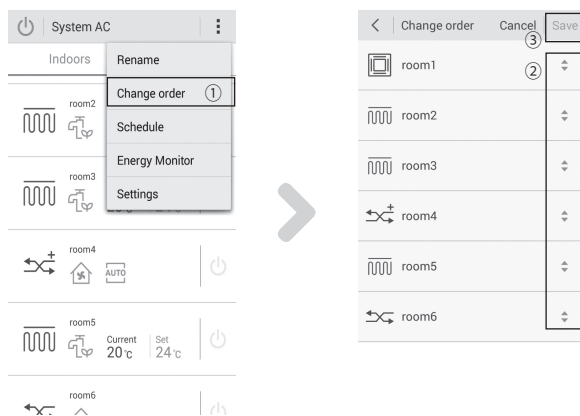 System AC
Indoors
Rename
Change order ①
Schedule
Energy Monitor
Settings
room2
room3
room4
AUTO
room5
Current 20℃ Set 24℃
room6
Change order Cancel Save
③
②
room1
room2
room3
room4
room5
room6